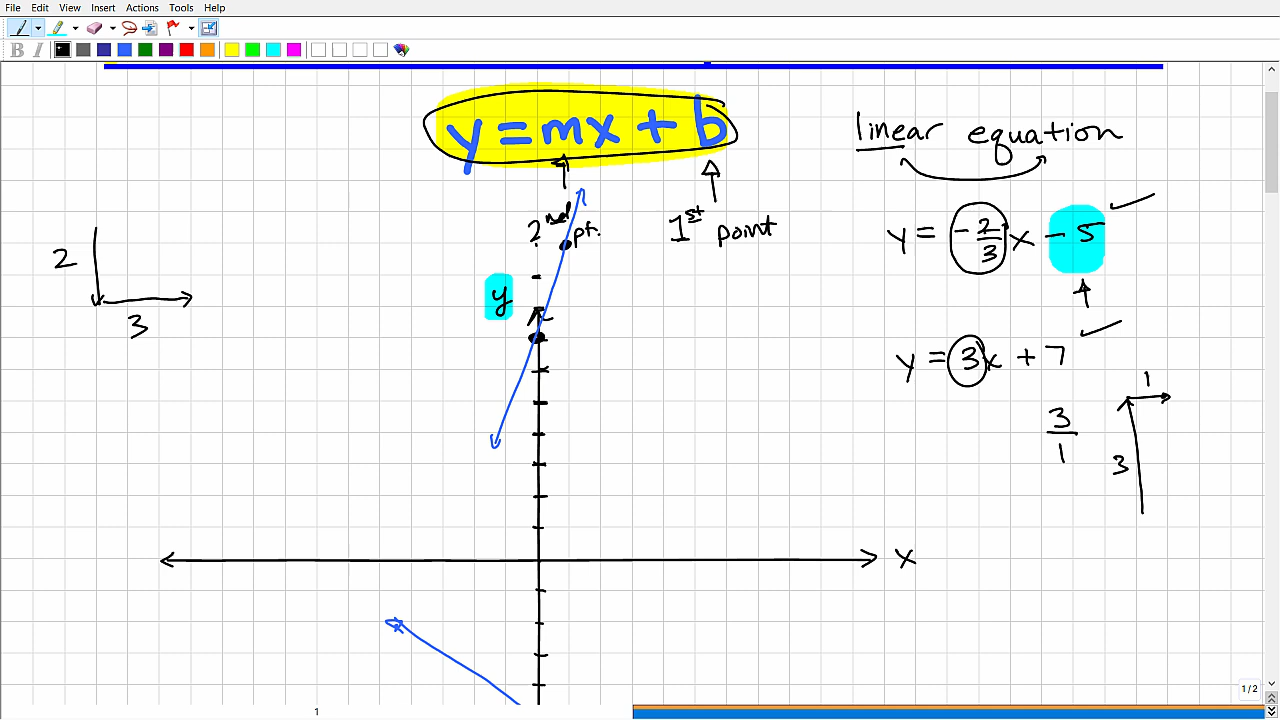 File Edit View Insert Actions Tools Help
B I
y = mx + b
linear equation
2nd pt.
1st point
y = -2/3 x - 5
2
3
y
y = 3x + 7
1
3/1
3
x
1 / 2
1